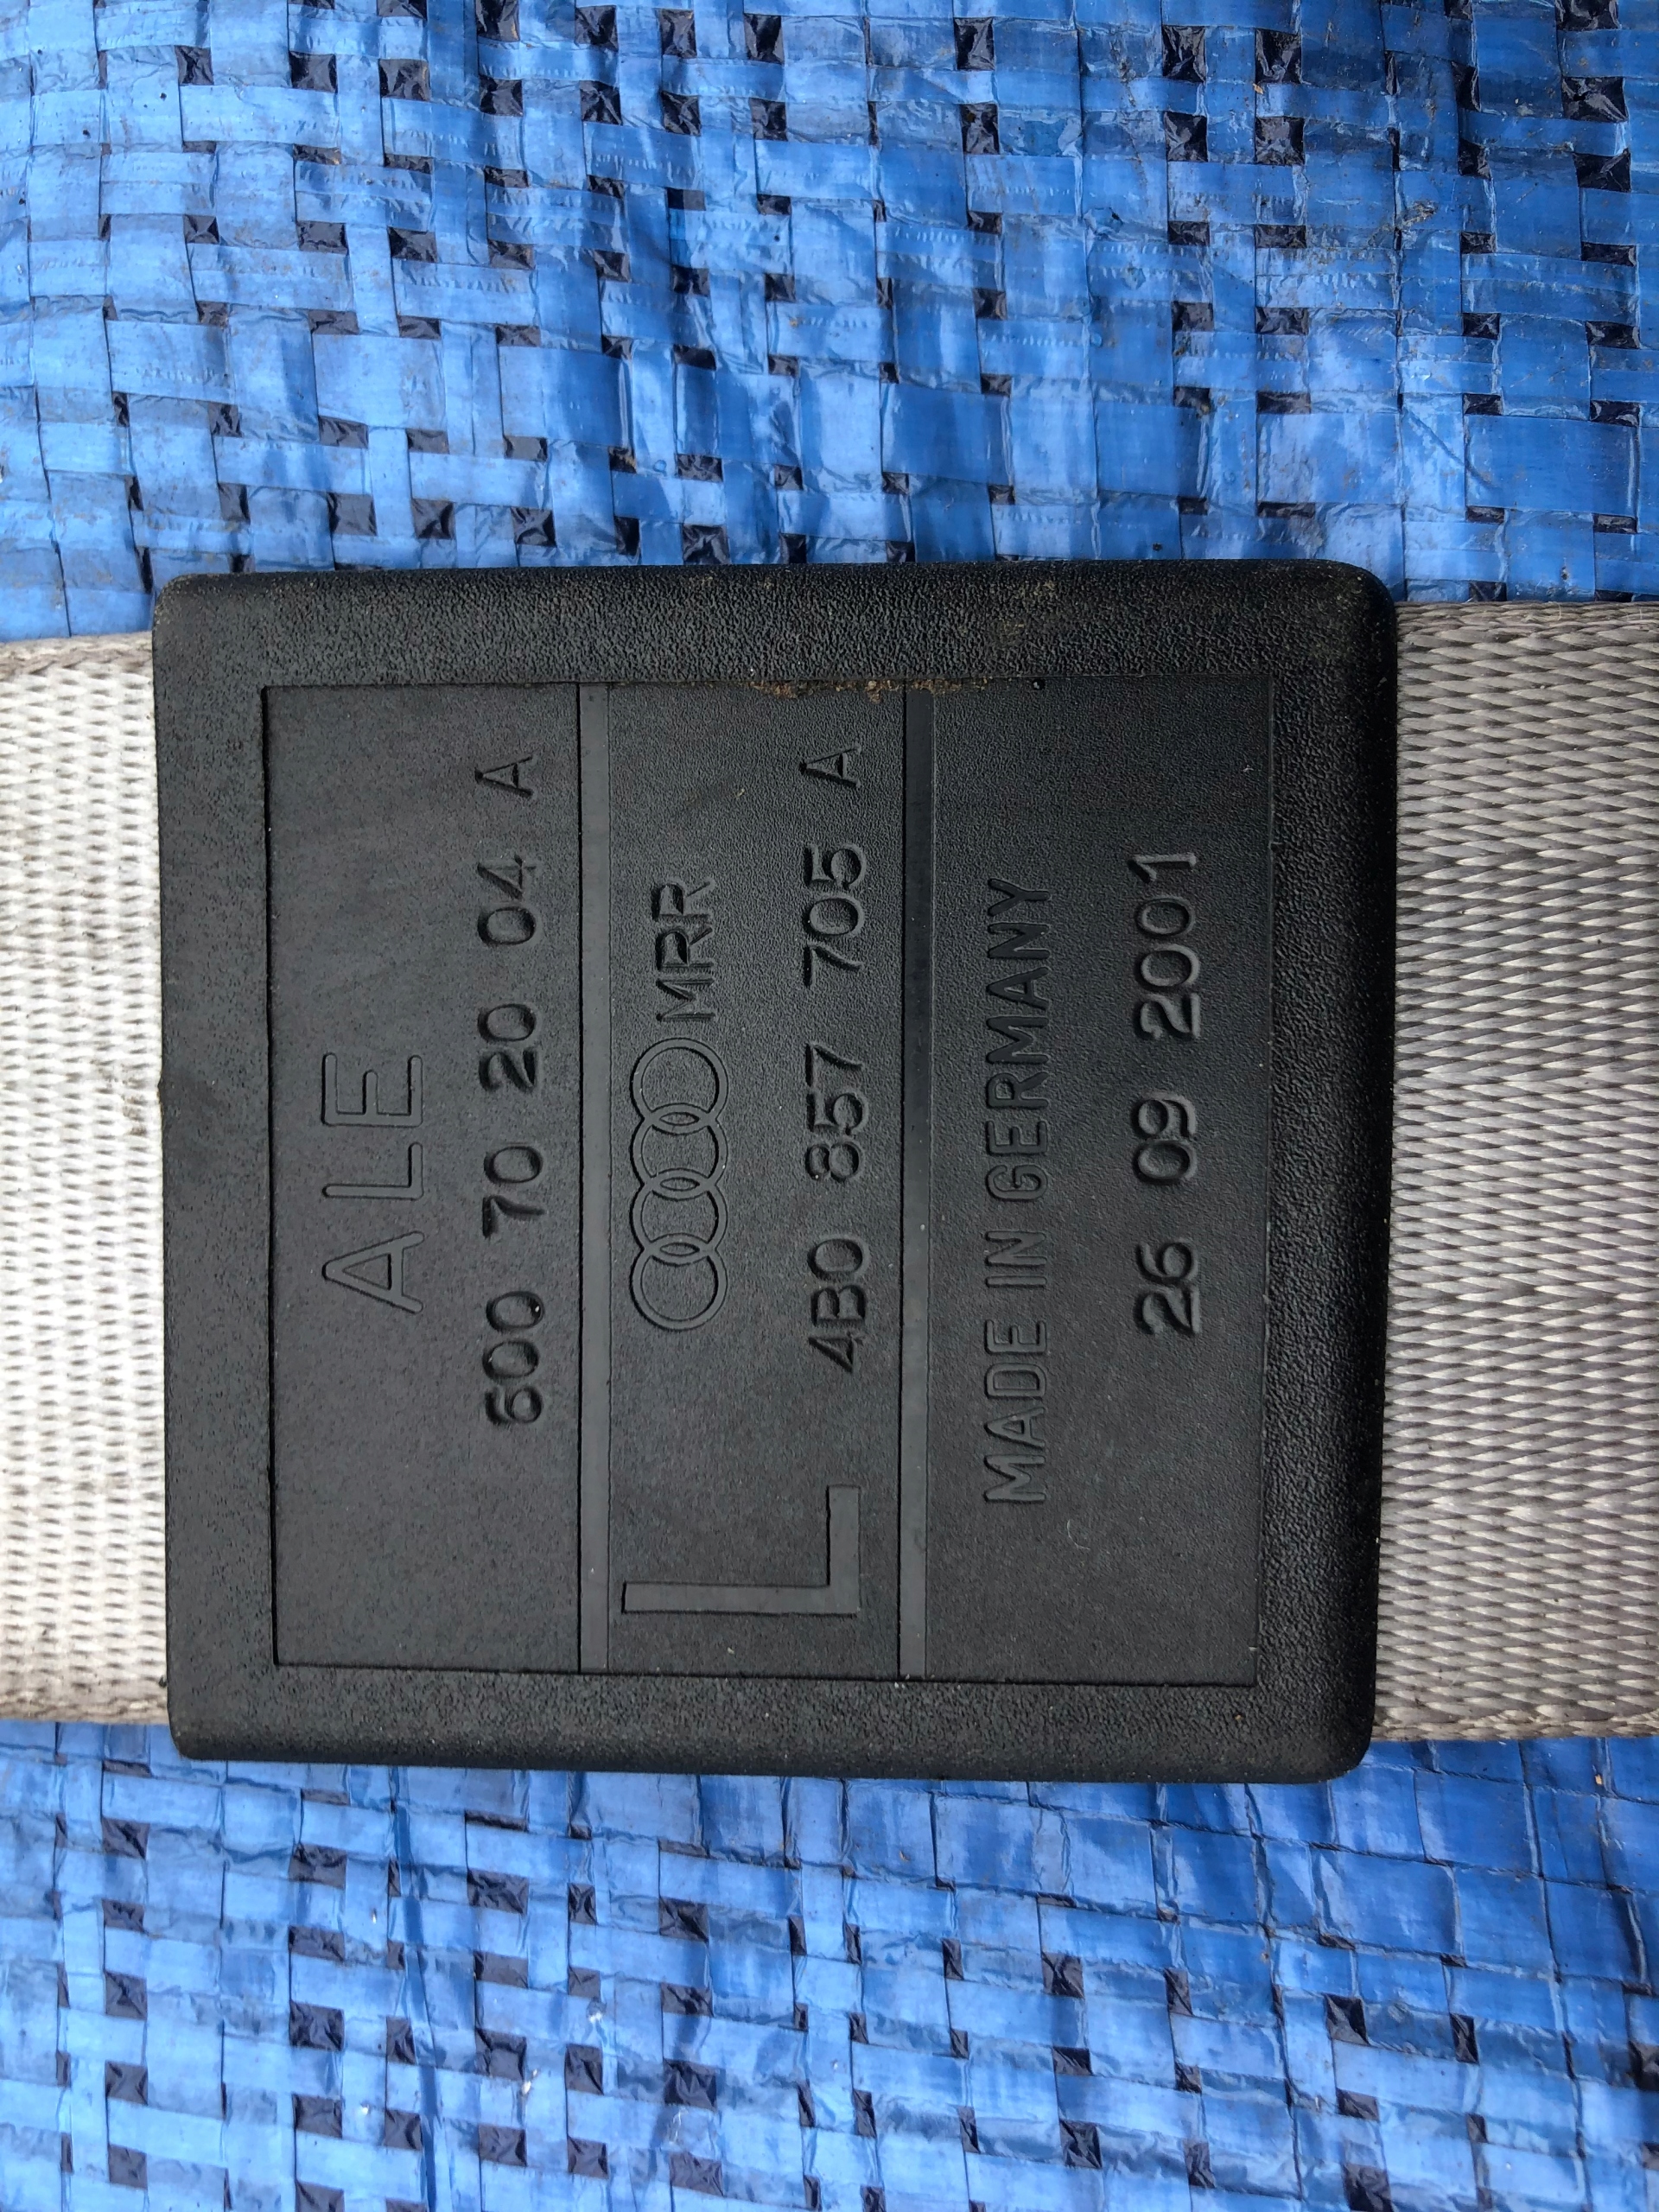 ALE
600 70 20 04 A
MRR
L 4B0 857 705 A
MADE IN GERMANY
26 09 2001